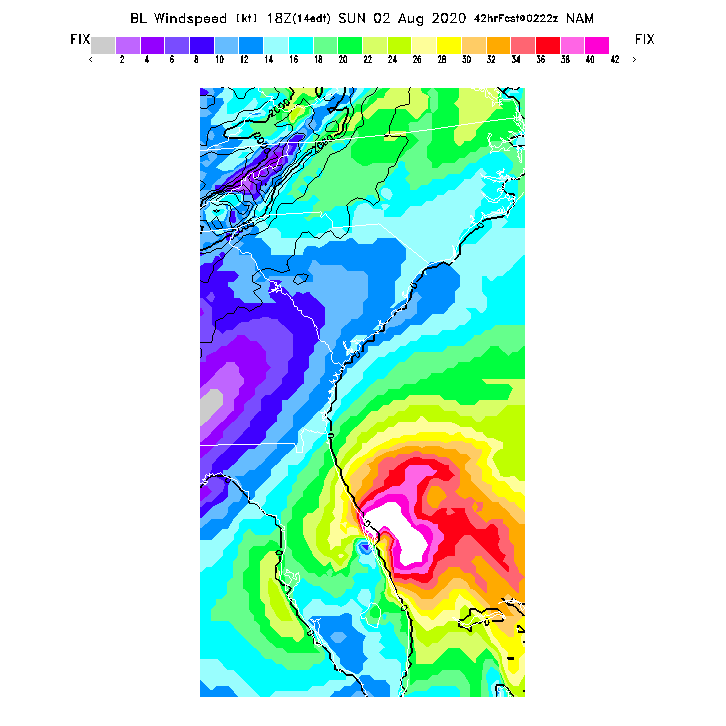 BL Windspeed [kt] 18Z(14edt) SUN 02 Aug 2020 42hrFcst@0222z NAM
FIX FIX
< 2 4 6 8 10 12 14 16 18 20 22 24 26 28 30 32 34 36 38 40 42 >
2000